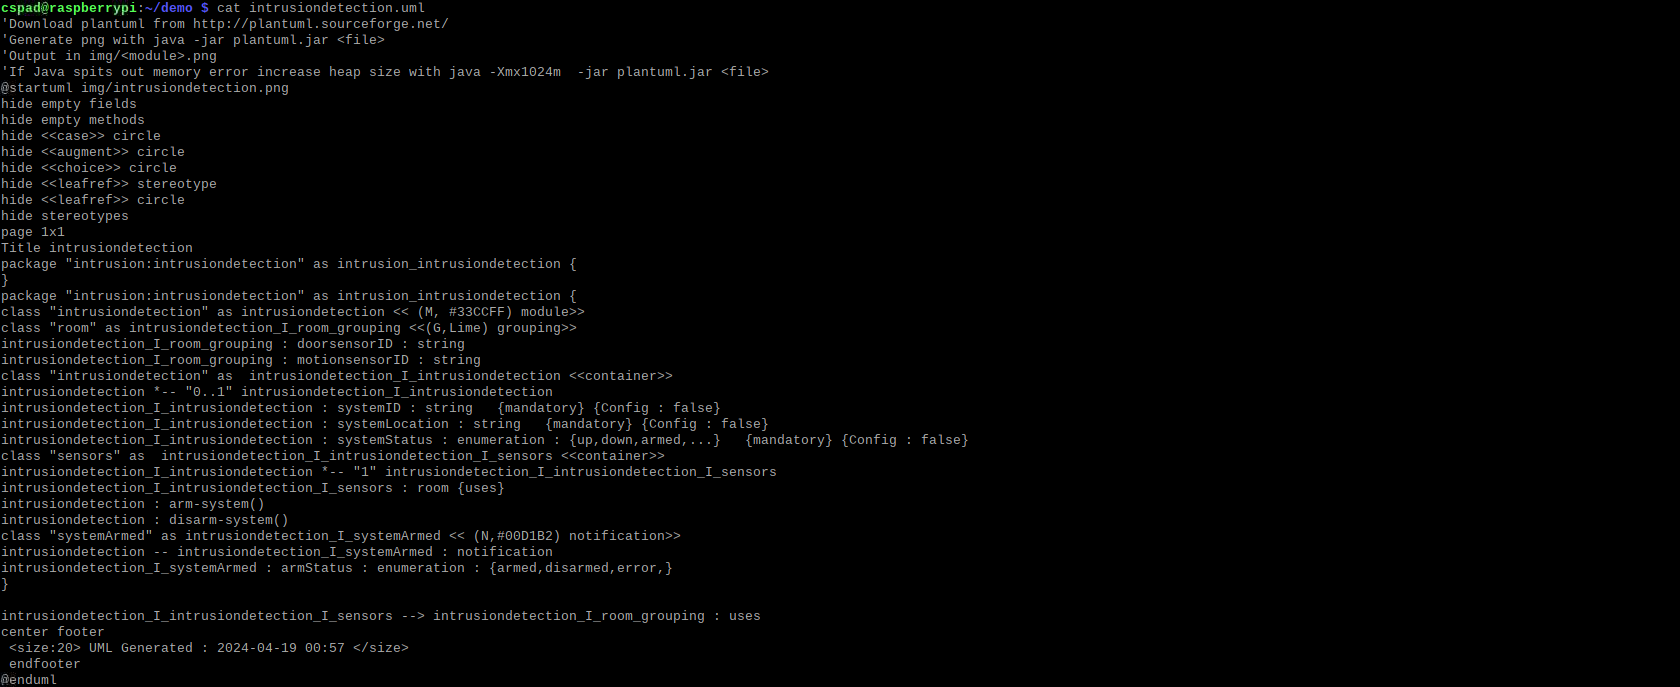 cspad@raspberrypi:~/demo $ cat intrusiondetection.uml
'Download plantuml from http://plantuml.sourceforge.net/
'Generate png with java -jar plantuml.jar <file>
'Output in img/<module>.png
'If Java spits out memory error increase heap size with java -Xmx1024m  -jar plantuml.jar <file>
@startuml img/intrusiondetection.png
hide empty fields
hide empty methods
hide <<case>> circle
hide <<augment>> circle
hide <<choice>> circle
hide <<leafref>> stereotype
hide <<leafref>> circle
hide stereotypes
page 1x1
Title intrusiondetection
package "intrusion:intrusiondetection" as intrusion_intrusiondetection {
}
package "intrusion:intrusiondetection" as intrusion_intrusiondetection {
class "intrusiondetection" as intrusiondetection << (M, #33CCFF) module>>
class "room" as intrusiondetection_I_room_grouping <<(G,Lime) grouping>>
intrusiondetection_I_room_grouping : doorsensorID : string
intrusiondetection_I_room_grouping : motionsensorID : string
class "intrusiondetection" as  intrusiondetection_I_intrusiondetection <<container>>
intrusiondetection *-- "0..1" intrusiondetection_I_intrusiondetection
intrusiondetection_I_intrusiondetection : systemID : string   {mandatory} {Config : false}
intrusiondetection_I_intrusiondetection : systemLocation : string   {mandatory} {Config : false}
intrusiondetection_I_intrusiondetection : systemStatus : enumeration : {up,down,armed,...}   {mandatory} {Config : false}
class "sensors" as  intrusiondetection_I_intrusiondetection_I_sensors <<container>>
intrusiondetection_I_intrusiondetection *-- "1" intrusiondetection_I_intrusiondetection_I_sensors
intrusiondetection_I_intrusiondetection_I_sensors : room {uses}
intrusiondetection : arm-system()
intrusiondetection : disarm-system()
class "systemArmed" as intrusiondetection_I_systemArmed << (N,#00D1B2) notification>>
intrusiondetection -- intrusiondetection_I_systemArmed : notification
intrusiondetection_I_systemArmed : armStatus : enumeration : {armed,disarmed,error,}
}

intrusiondetection_I_intrusiondetection_I_sensors --> intrusiondetection_I_room_grouping : uses
center footer
 <size:20> UML Generated : 2024-04-19 00:57 </size>
 endfooter
@enduml